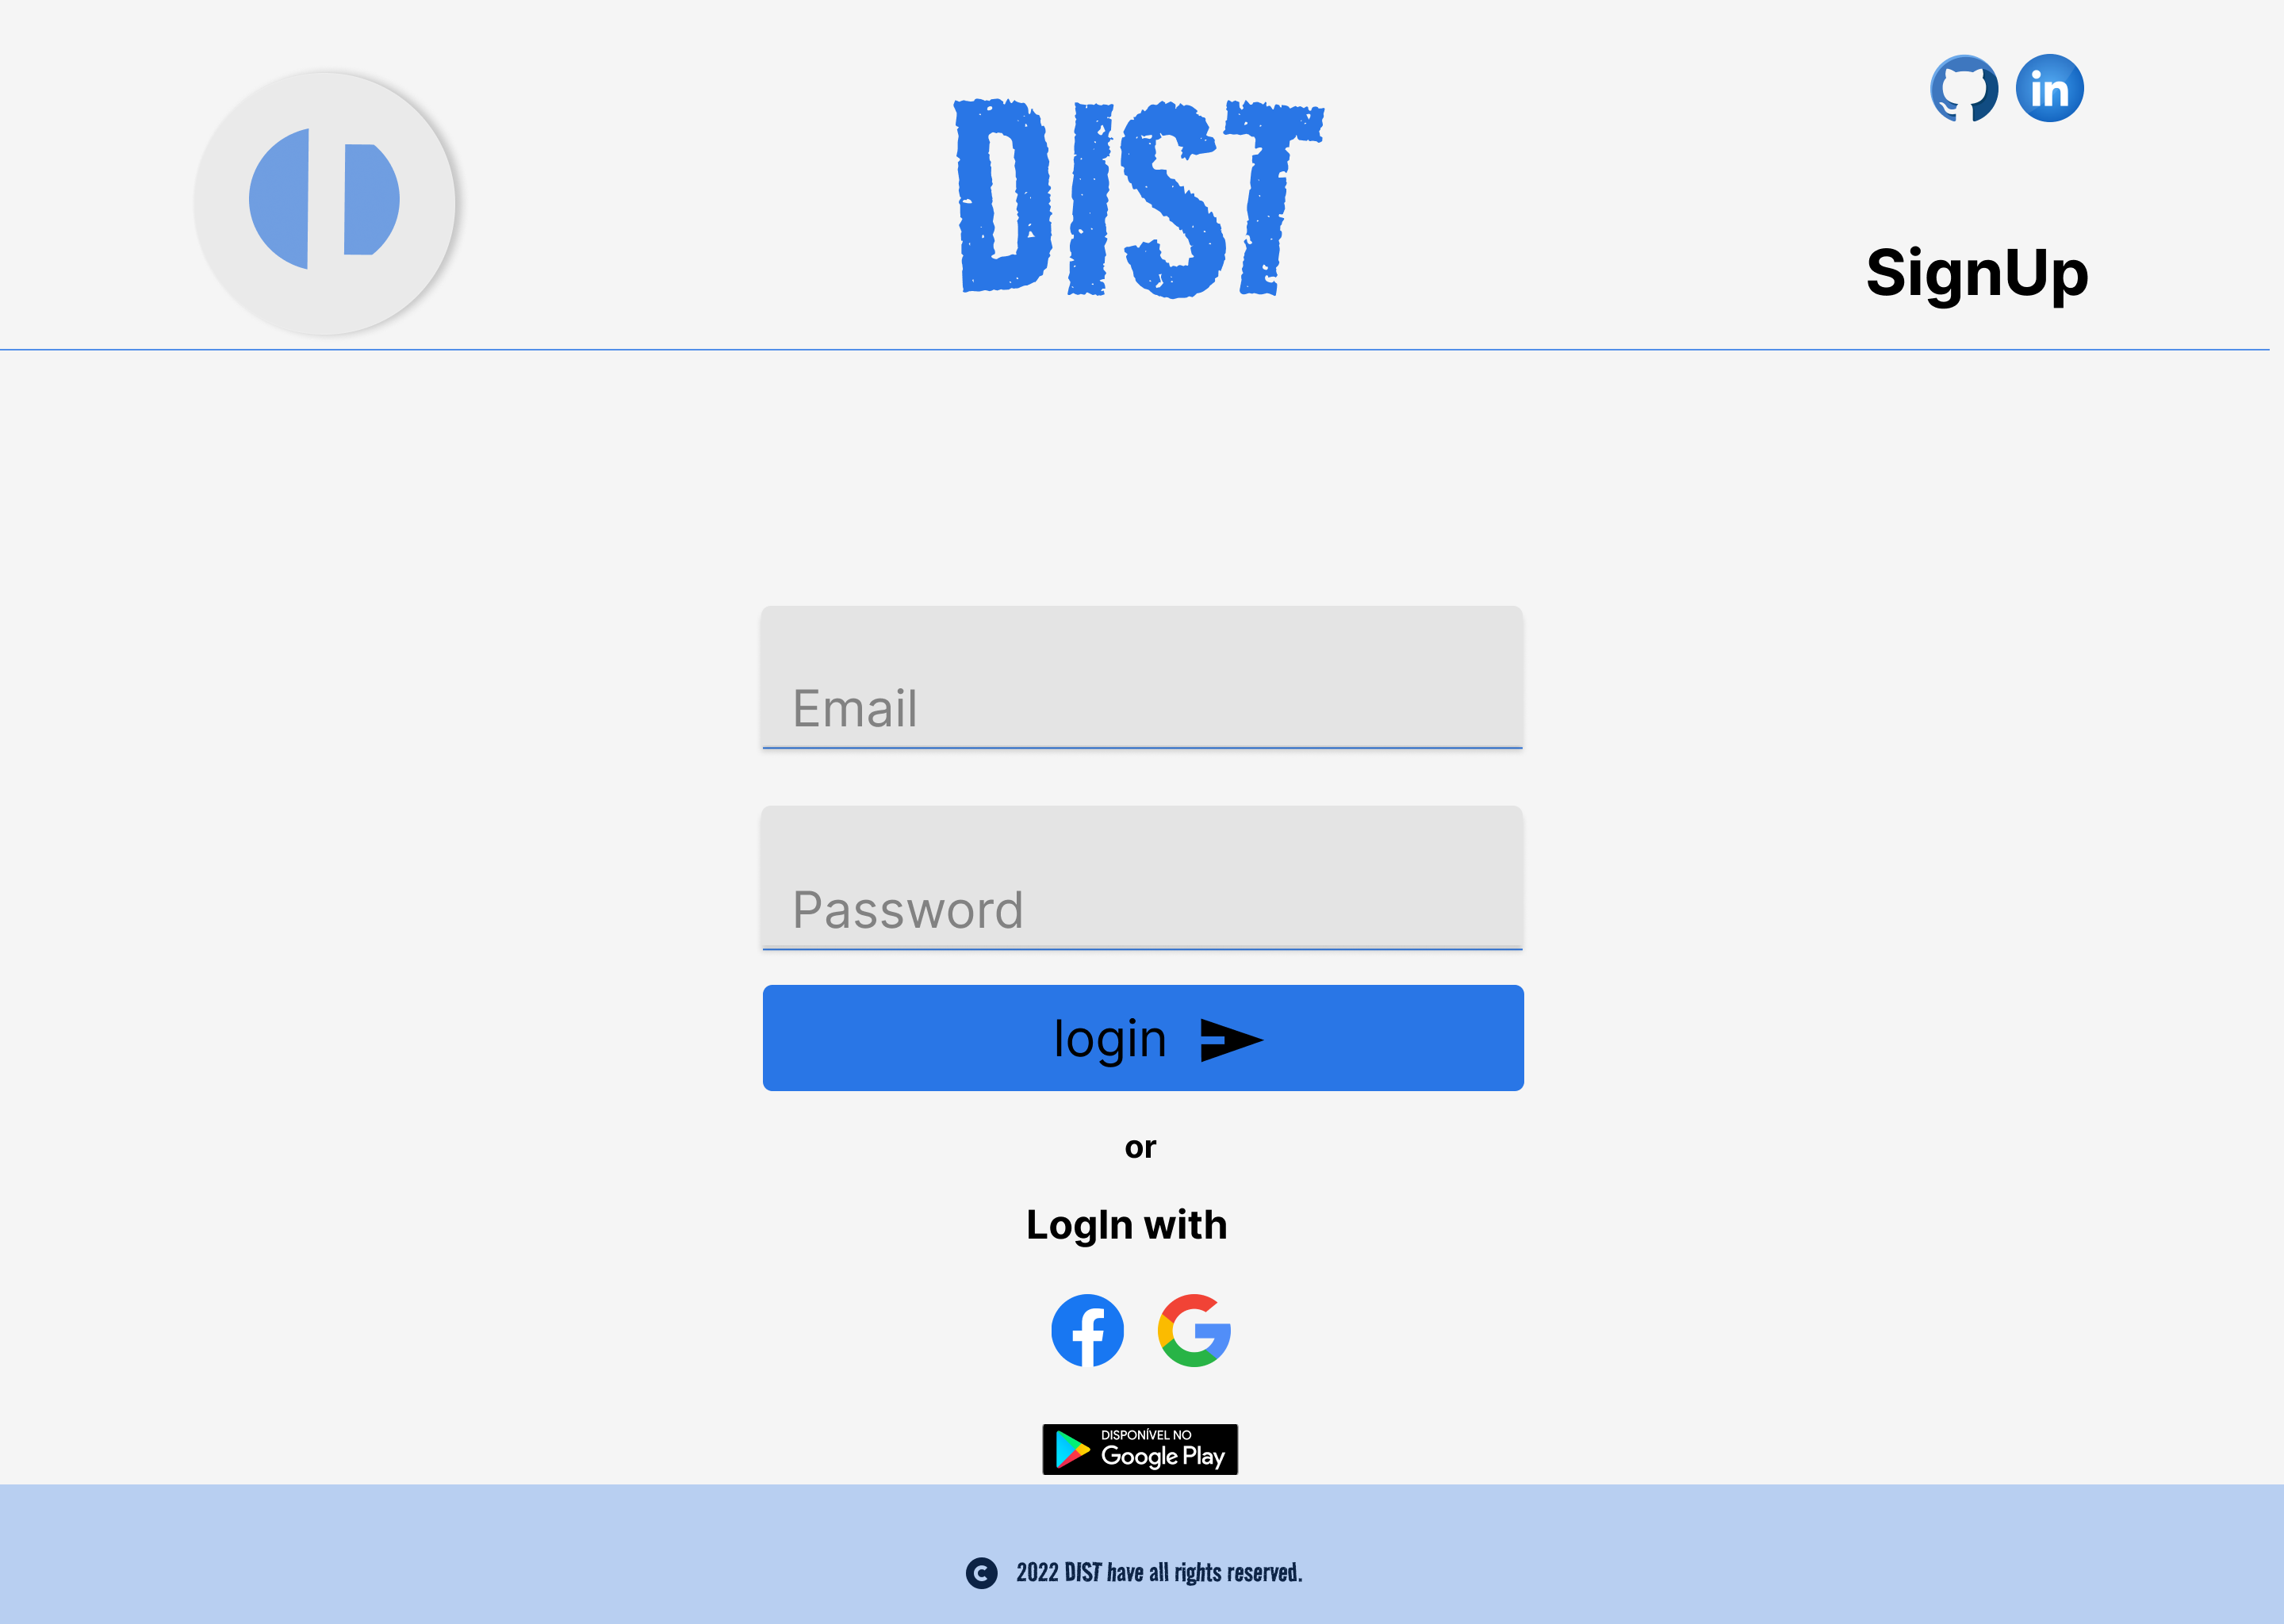 DIST
in
SignUp
Email
Password
login
or
LogIn with
DISPONÍVEL NO
Google Play
2022 DIST have all rights reserved.